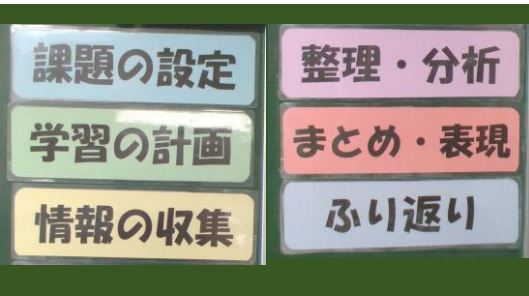 課題の設定
学習の計画
情報の収集
整理・分析
まとめ・表現
ふり返り